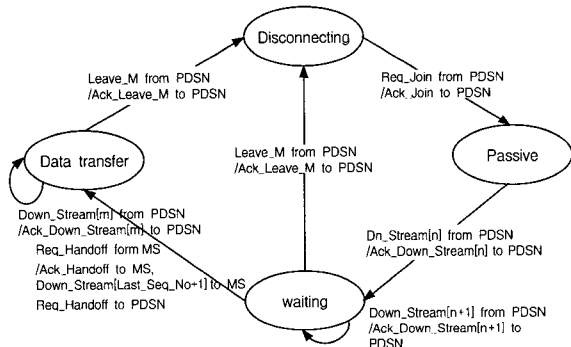 Disconnecting
Leave_M from PDSN
/Ack_Leave_M to PDSN
Req_Join from PDSN
/Ack_Join to PDSN
Data transfer
Leave_M from PDSN
/Ack_Leave_M to PDSN
Passive
Down_Stream[m] from PDSN
/Ack_Down_Stream[m] to PDSN
Req_Handoff form MS
/Ack_Handoff to MS,
Down_Stream[Last_Seq_No+1] to MS
Req_Handoff to PDSN
Dn_Stream[n] from PDSN
/Ack_Down_Stream[n] to PDSN
waiting
Down_Stream[n+1] from PDSN
/Ack_Down_Stream[n+1] to
PDSN